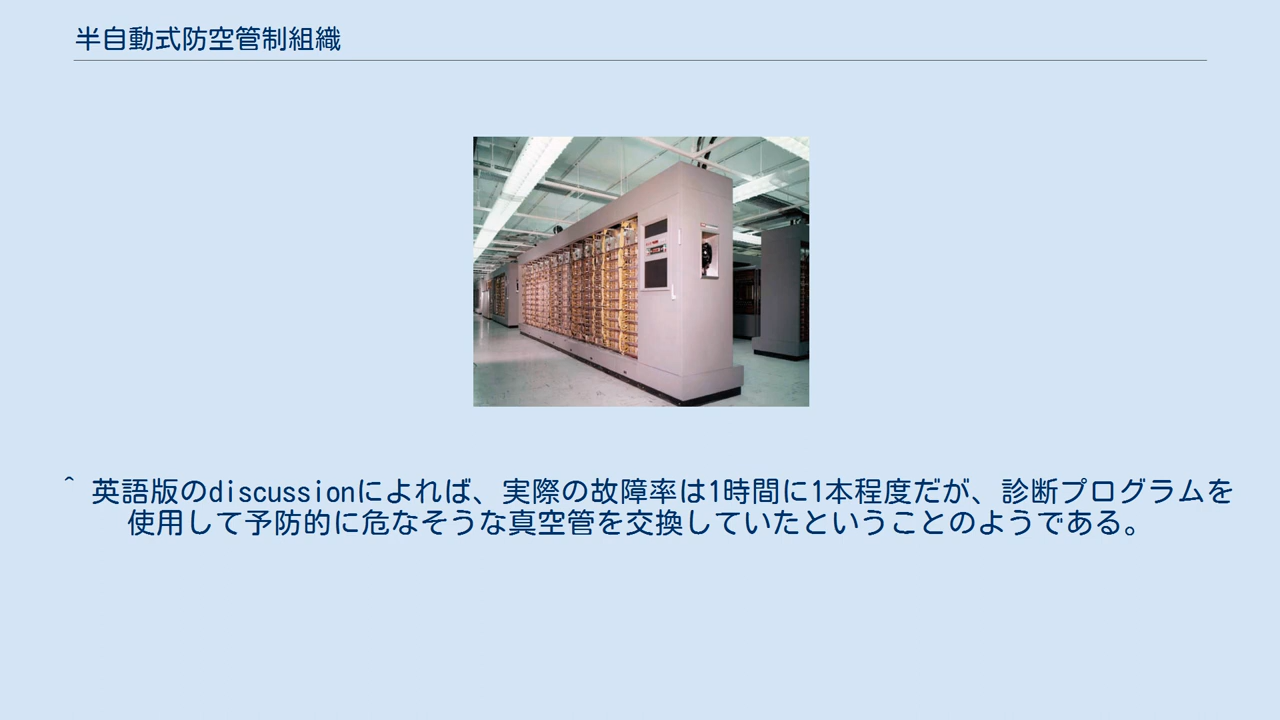 半自動式防空管制組織
^ 英語版のdiscussionによれば、実際の故障率は1時間に1本程度だが、診断プログラムを
使用して予防的に危なそうな真空管を交換していたということのようである。